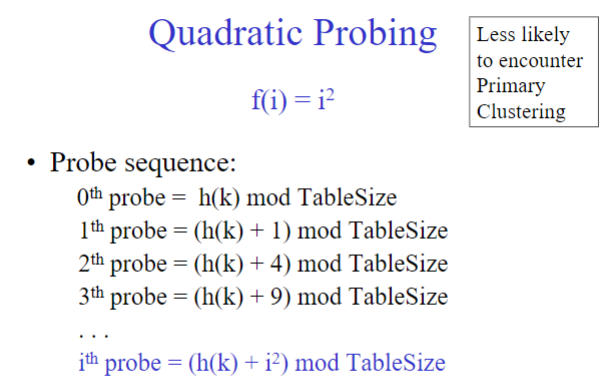 Quadratic Probing
Less likely
to encounter
Primary
Clustering
f(i) = i²
• Probe sequence:
0th probe = h(k) mod TableSize
1th probe = (h(k) + 1) mod TableSize
2th probe = (h(k) + 4) mod TableSize
3th probe = (h(k) + 9) mod TableSize
. . .
ith probe = (h(k) + i²) mod TableSize